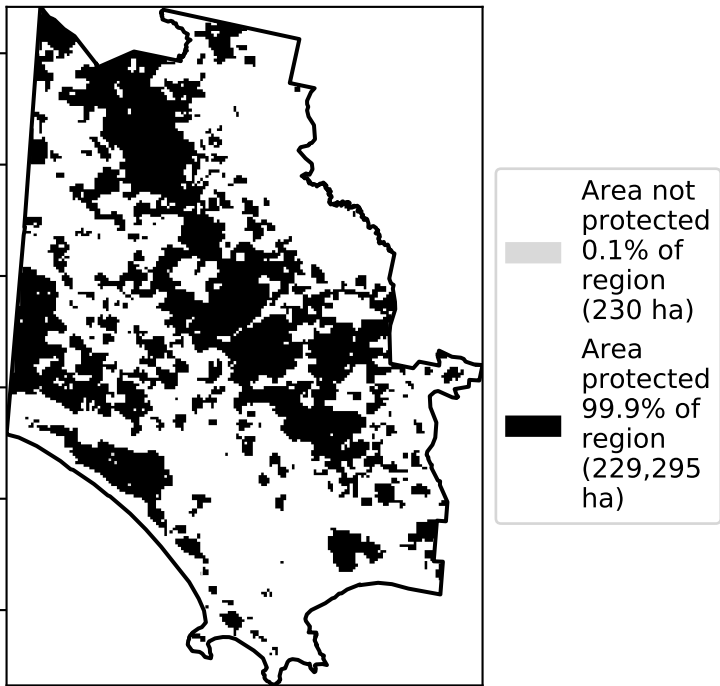 Area not
protected
0.1% of
region
(230 ha)
Area
protected
99.9% of
region
(229,295
ha)